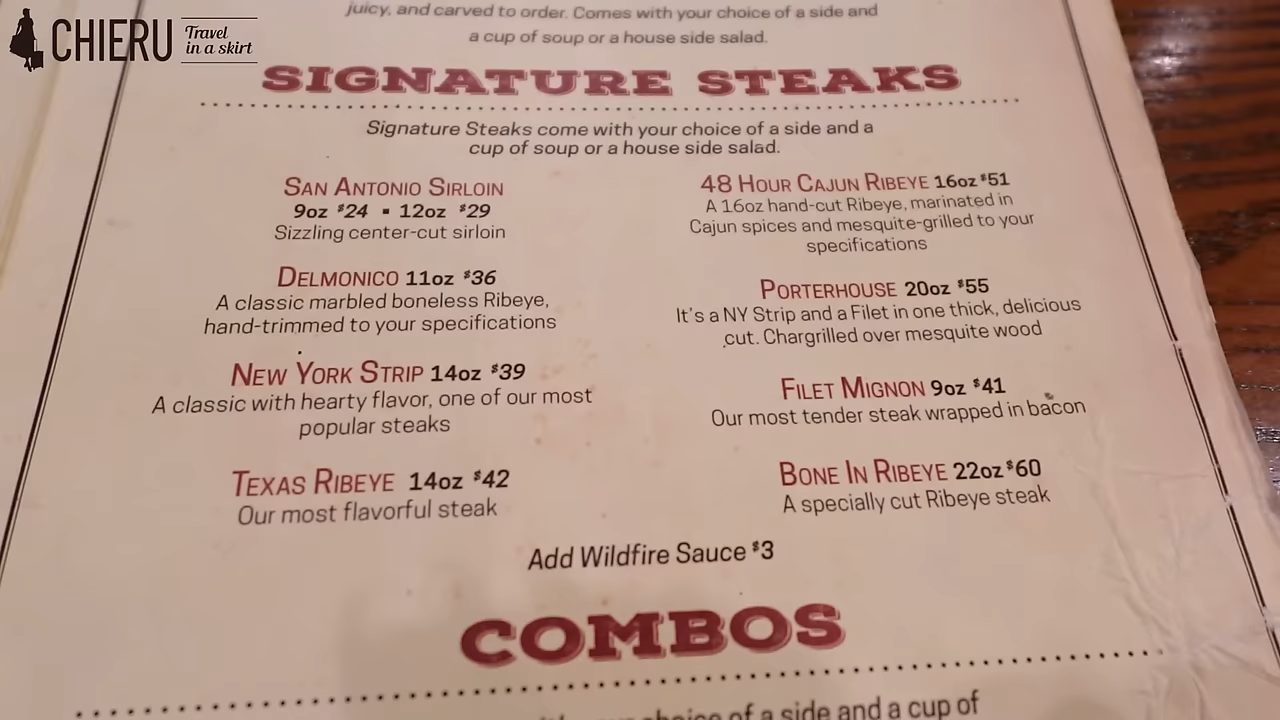 CHIERU
Travel
in a skirt
juicy, and carved to order. Comes with your choice of a side and
a cup of soup or a house side salad.
SIGNATURE STEAKS
Signature Steaks come with your choice of a side and a
cup of soup or a house side salad.
SAN ANTONIO SIRLOIN
9oz $24 ▪ 12oz $29
Sizzling center-cut sirloin
DELMONICO 11oz $36
A classic marbled boneless Ribeye,
hand-trimmed to your specifications
NEW YORK STRIP 14oz $39
A classic with hearty flavor, one of our most
popular steaks
TEXAS RIBEYE 14oz $42
Our most flavorful steak
48 HOUR CAJUN RIBEYE 16oz $51
A 16oz hand-cut Ribeye, marinated in
Cajun spices and mesquite-grilled to your
specifications
PORTERHOUSE 20oz $55
It's a NY Strip and a Filet in one thick, delicious
cut. Chargrilled over mesquite wood
FILET MIGNON 9oz $41
Our most tender steak wrapped in bacon
BONE IN RIBEYE 22oz $60
A specially cut Ribeye steak
Add Wildfire Sauce $3
COMBOS
choice of a side and a cup of